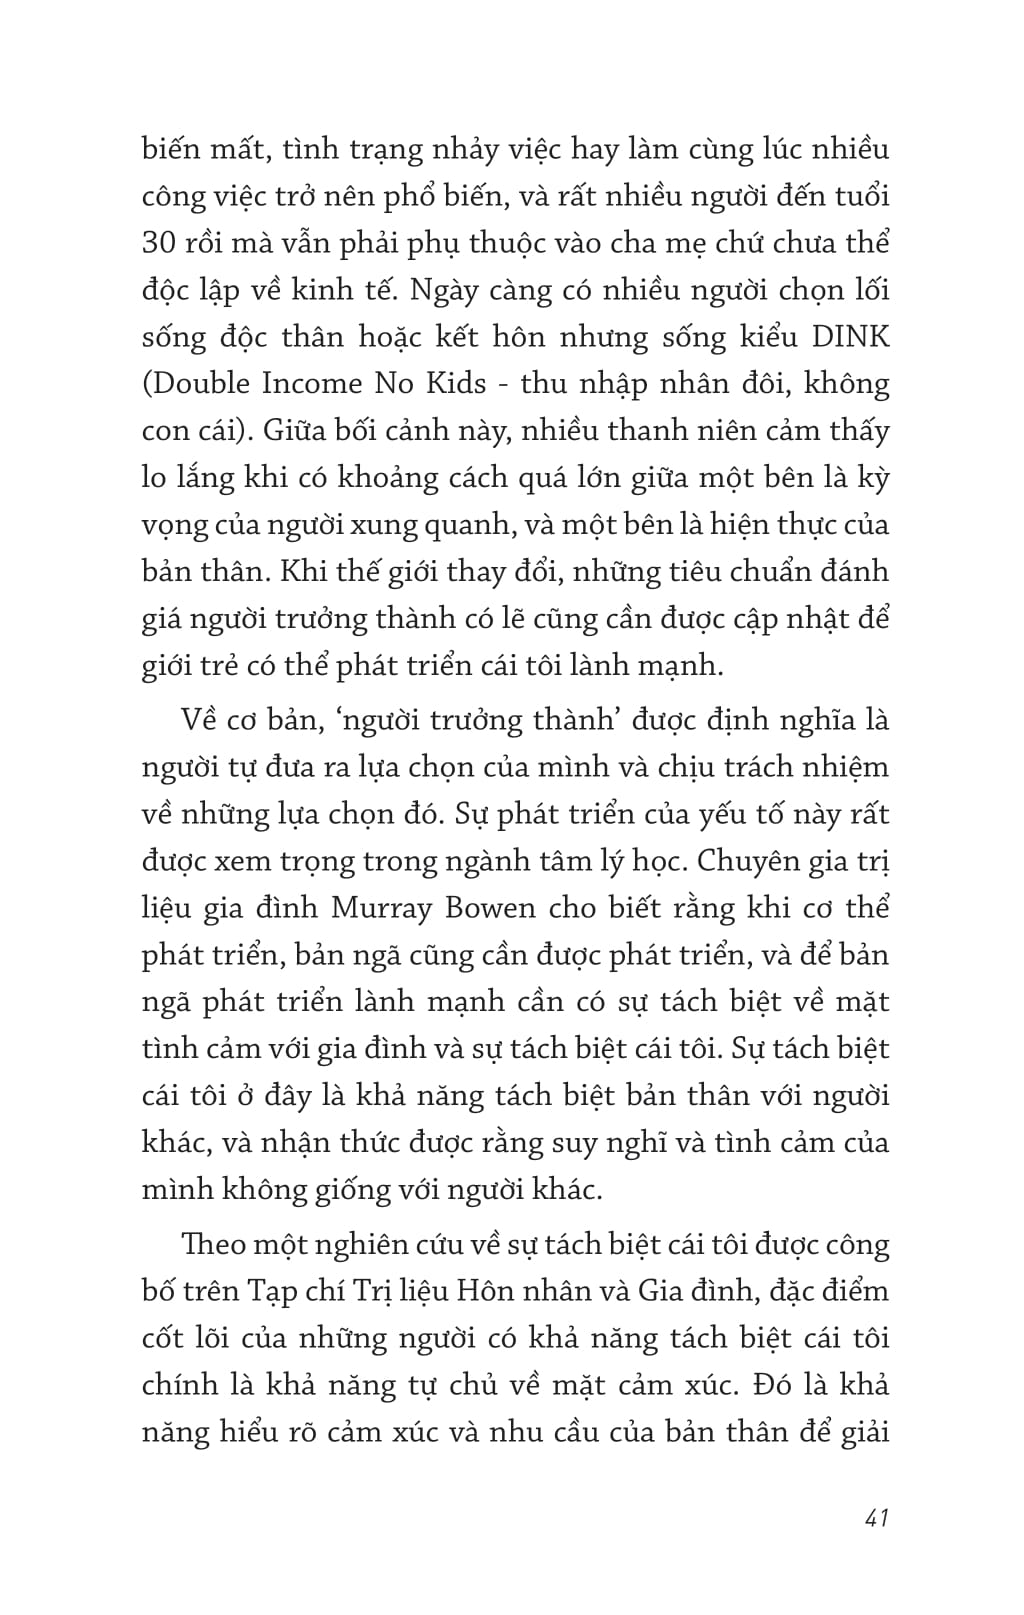 biến mất, tình trạng nhảy việc hay làm cùng lúc nhiều
công việc trở nên phổ biến, và rất nhiều người đến tuổi
30 rồi mà vẫn phải phụ thuộc vào cha mẹ chứ chưa thể
độc lập về kinh tế. Ngày càng có nhiều người chọn lối
sống độc thân hoặc kết hôn nhưng sống kiểu DINK
(Double Income No Kids - thu nhập nhân đôi, không
con cái). Giữa bối cảnh này, nhiều thanh niên cảm thấy
lo lắng khi có khoảng cách quá lớn giữa một bên là kỳ
vọng của người xung quanh, và một bên là hiện thực của
bản thân. Khi thế giới thay đổi, những tiêu chuẩn đánh
giá người trưởng thành có lẽ cũng cần được cập nhật để
giới trẻ có thể phát triển cái tôi lành mạnh.
Về cơ bản, ‘người trưởng thành’ được định nghĩa là
người tự đưa ra lựa chọn của mình và chịu trách nhiệm
về những lựa chọn đó. Sự phát triển của yếu tố này rất
được xem trọng trong ngành tâm lý học. Chuyên gia trị
liệu gia đình Murray Bowen cho biết rằng khi cơ thể
phát triển, bản ngã cũng cần được phát triển, và để bản
ngã phát triển lành mạnh cần có sự tách biệt về mặt
tình cảm với gia đình và sự tách biệt cái tôi. Sự tách biệt
cái tôi ở đây là khả năng tách biệt bản thân với người
khác, và nhận thức được rằng suy nghĩ và tình cảm của
mình không giống với người khác.
Theo một nghiên cứu về sự tách biệt cái tôi được công
bố trên Tạp chí Trị liệu Hôn nhân và Gia đình, đặc điểm
cốt lõi của những người có khả năng tách biệt cái tôi
chính là khả năng tự chủ về mặt cảm xúc. Đó là khả
năng hiểu rõ cảm xúc và nhu cầu của bản thân để giải
41